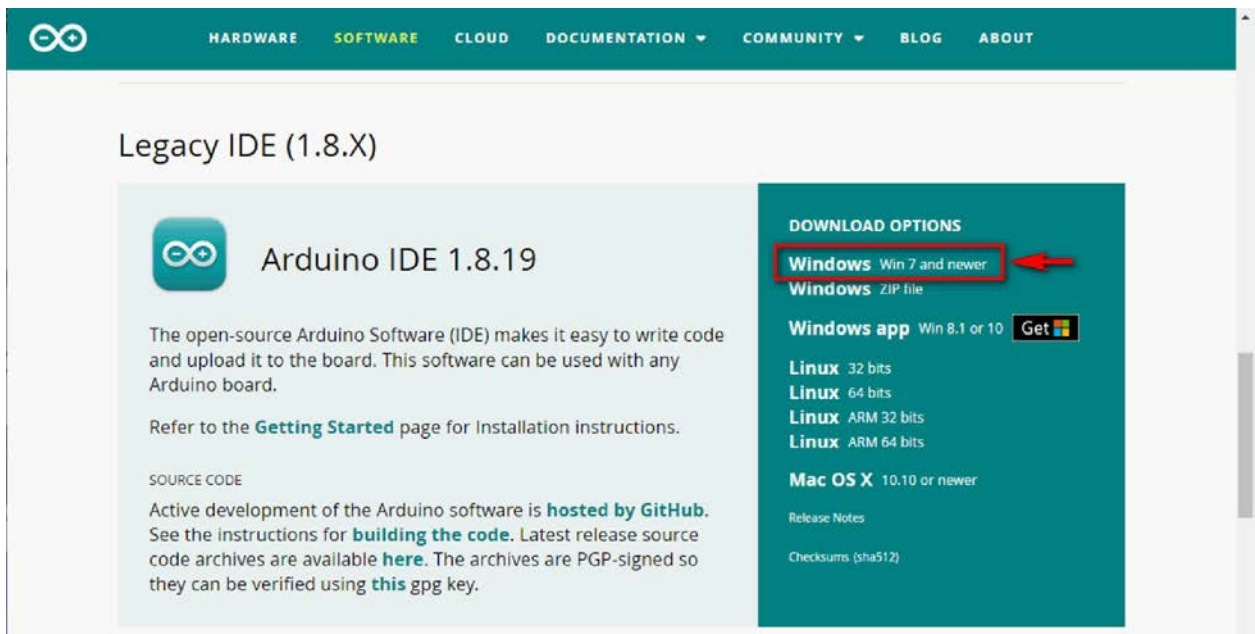 HARDWARE SOFTWARE CLOUD DOCUMENTATION COMMUNITY BLOG ABOUT
Legacy IDE (1.8.X)
Arduino IDE 1.8.19
The open-source Arduino Software (IDE) makes it easy to write code
and upload it to the board. This software can be used with any
Arduino board.
Refer to the Getting Started page for Installation instructions.
SOURCE CODE
Active development of the Arduino software is hosted by GitHub.
See the instructions for building the code. Latest release source
code archives are available here. The archives are PGP-signed so
they can be verified using this gpg key.
DOWNLOAD OPTIONS
Windows Win 7 and newer
Windows ZIP file
Windows app Win 8.1 or 10 Get
Linux 32 bits
Linux 64 bits
Linux ARM 32 bits
Linux ARM 64 bits
Mac OS X 10.10 or newer
Release Notes
Checksums (sha512)